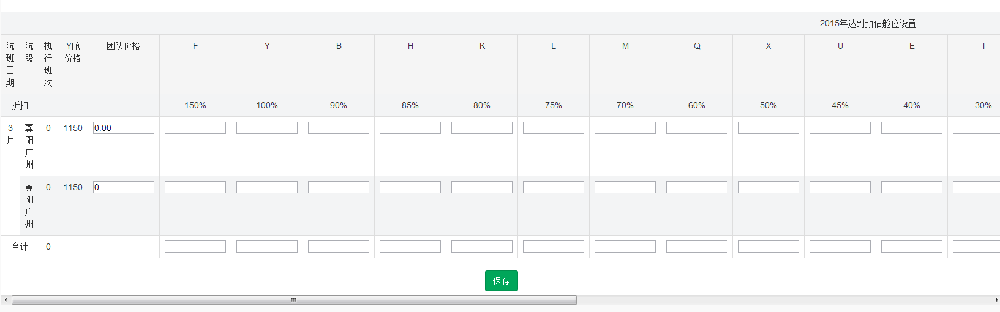 2015年达到预估舱位设置
航班日期 航段 执行班次 Y舱价格 团队价格 F Y B H K L M Q X U E T
折扣 150% 100% 90% 85% 80% 75% 70% 60% 50% 45% 40% 30%
3月 襄阳广州 0 1150 0.00
襄阳广州 0 1150 0
合计 0
保存